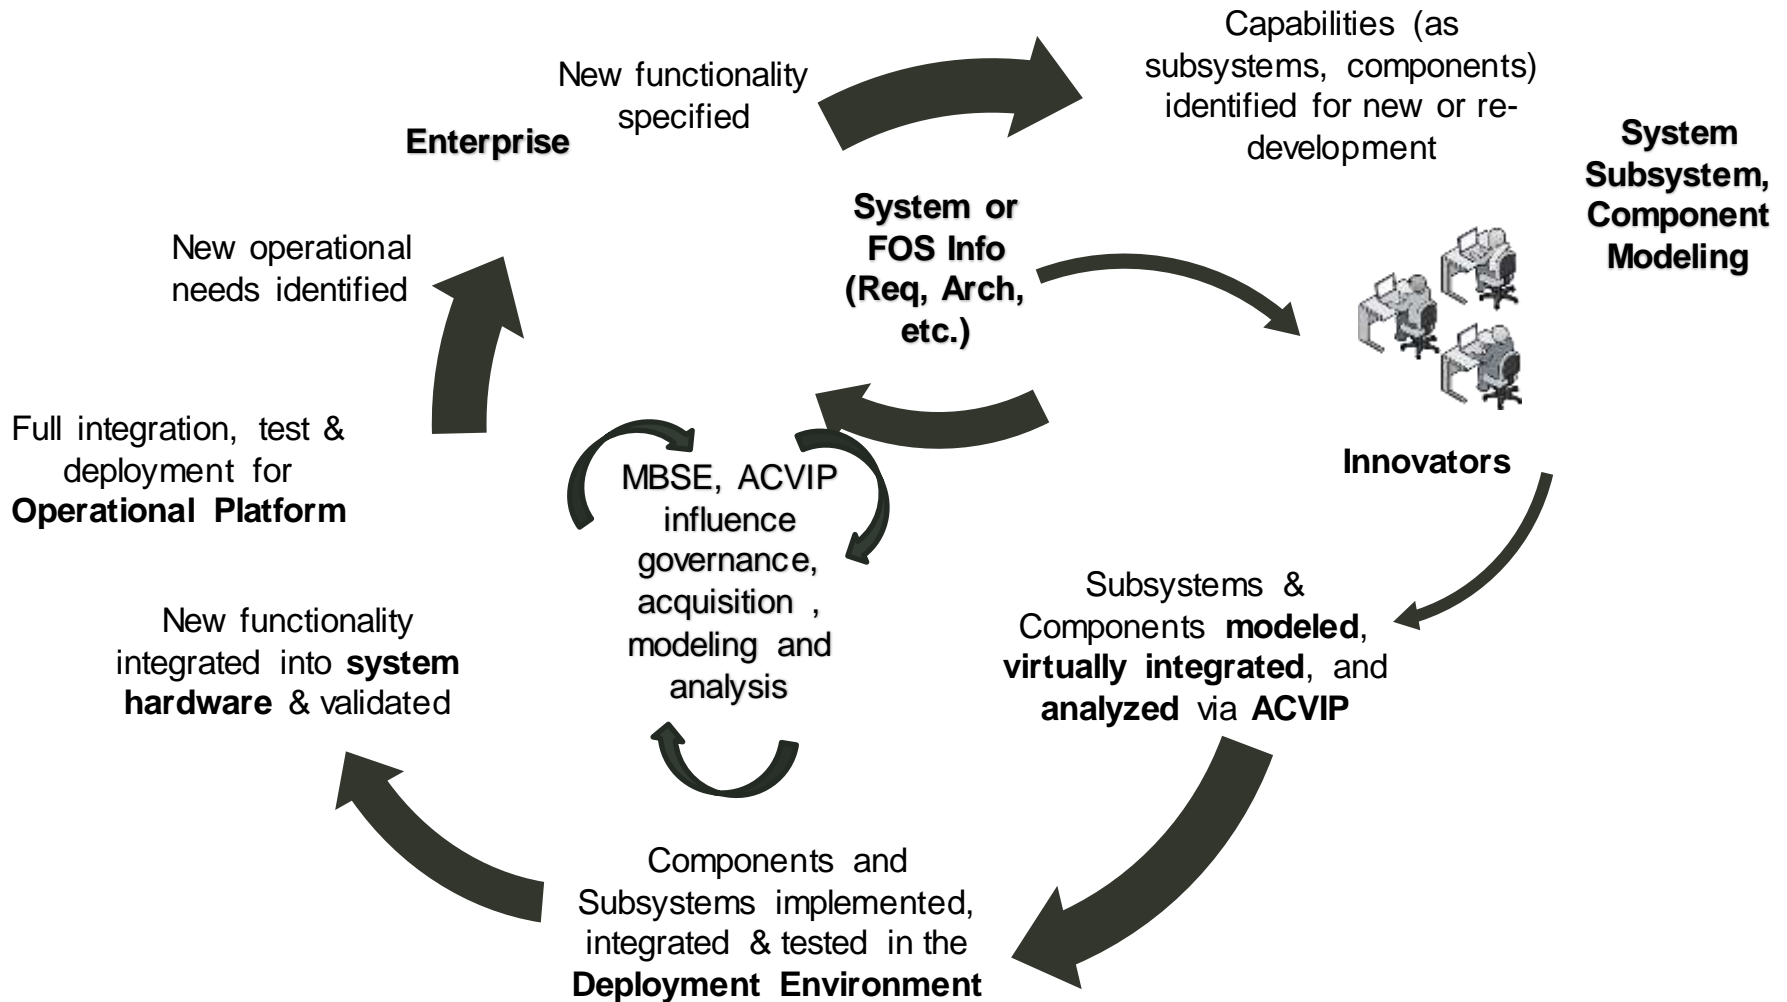 New functionality
specified
Enterprise
Capabilities (as
subsystems, components)
identified for new or re-
development
System
Subsystem,
Component
Modeling
System or
FOS Info
(Req, Arch,
etc.)
New operational
needs identified
Full integration, test &
deployment for
Operational Platform
MBSE, ACVIP
influence
governance,
acquisition ,
modeling and
analysis
Innovators
Subsystems &
Components modeled,
virtually integrated, and
analyzed via ACVIP
New functionality
integrated into system
hardware & validated
Components and
Subsystems implemented,
integrated & tested in the
Deployment Environment